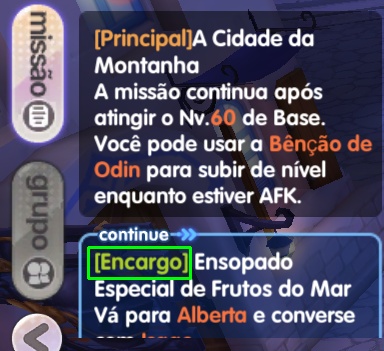 missão
grupo
[Principal]A Cidade da
Montanha
A missão continua após
atingir o Nv.60 de Base.
Você pode usar a Bênção de
Odin para subir de nível
enquanto estiver AFK.
continue
[Encargo] Ensopado
Especial de Frutos do Mar
Vá para Alberta e converse
com